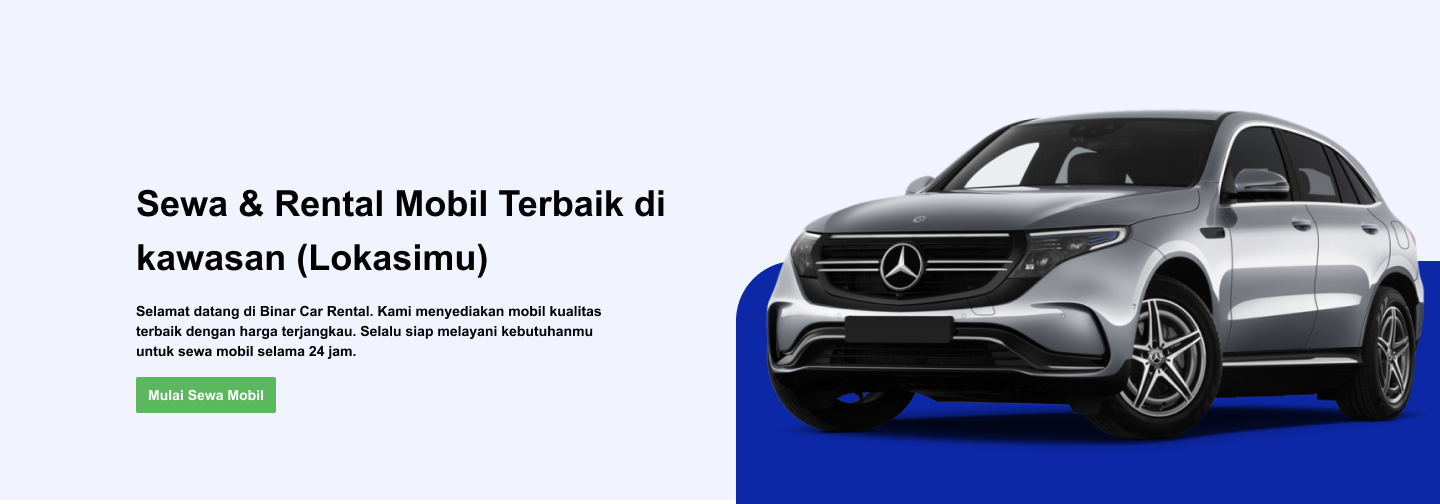 Sewa & Rental Mobil Terbaik di
kawasan (Lokasimu)
Selamat datang di Binar Car Rental. Kami menyediakan mobil kualitas
terbaik dengan harga terjangkau. Selalu siap melayani kebutuhanmu
untuk sewa mobil selama 24 jam.
Mulai Sewa Mobil